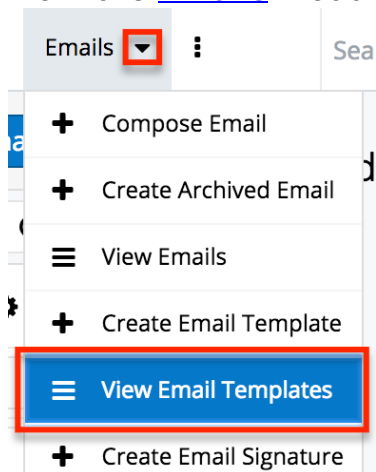 Emails
Sea
Compose Email
Create Archived Email
View Emails
Create Email Template
View Email Templates
Create Email Signature